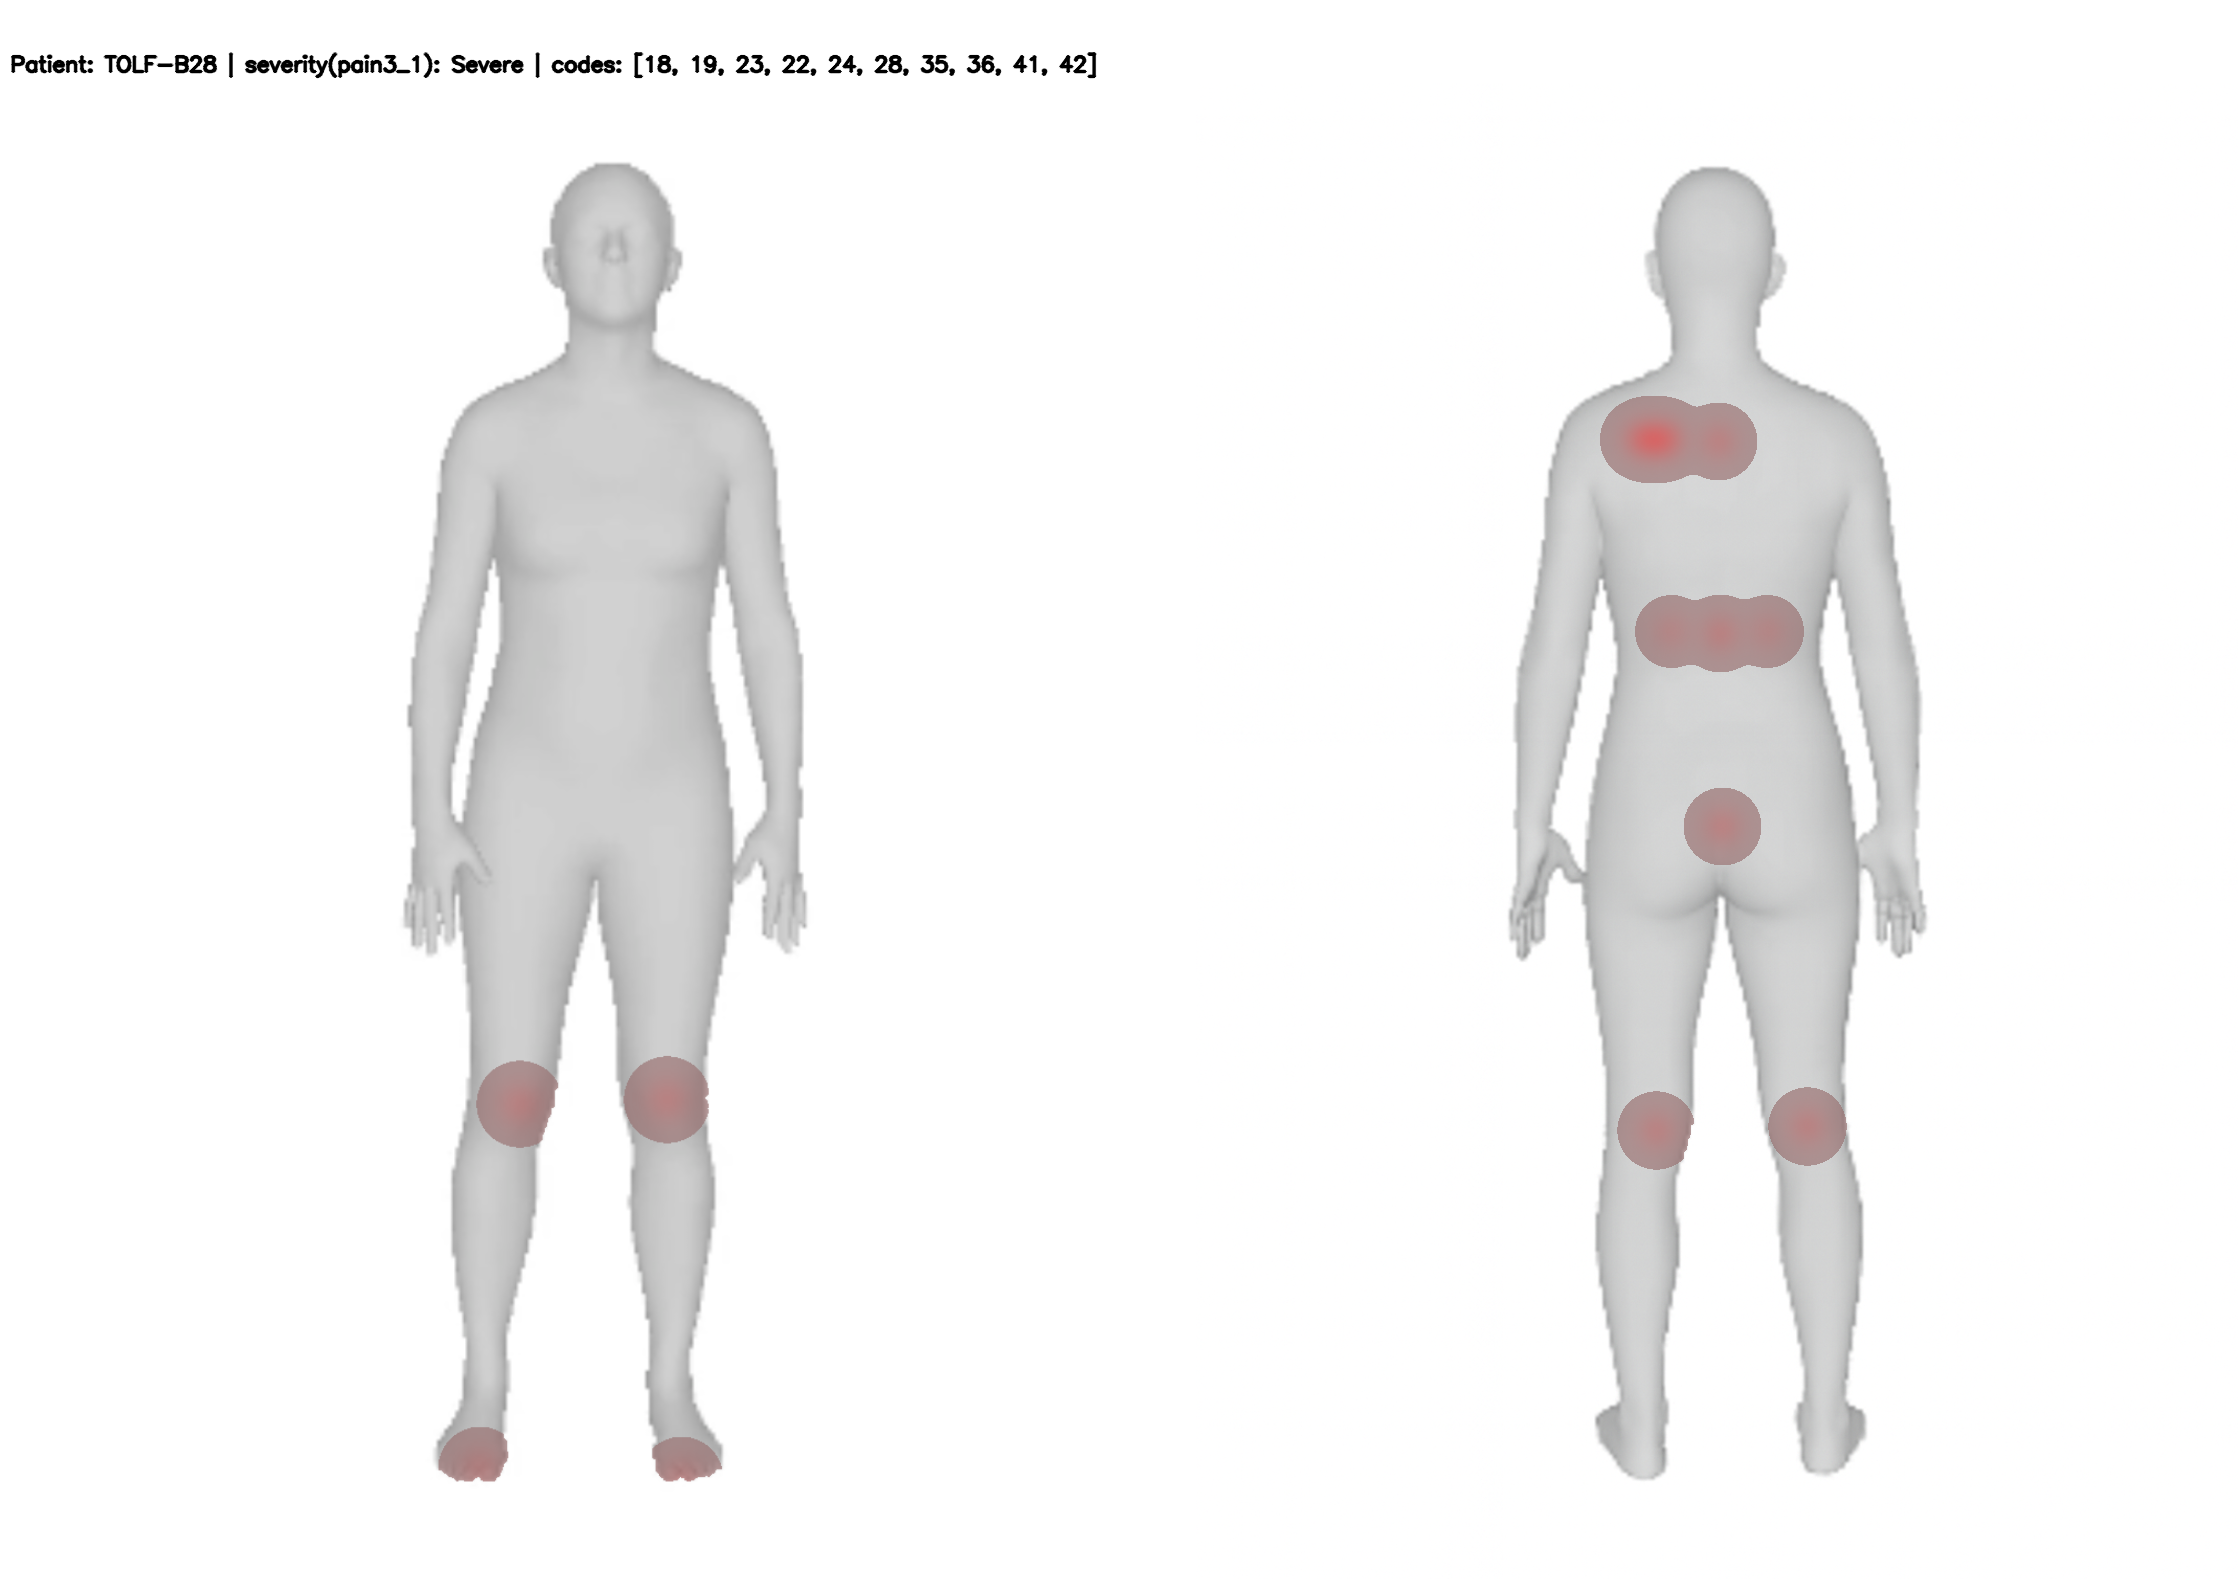 Patient: TOLF-B28 | severity(pain3_1): Severe | codes: [18, 19, 23, 22, 24, 28, 35, 36, 41, 42]